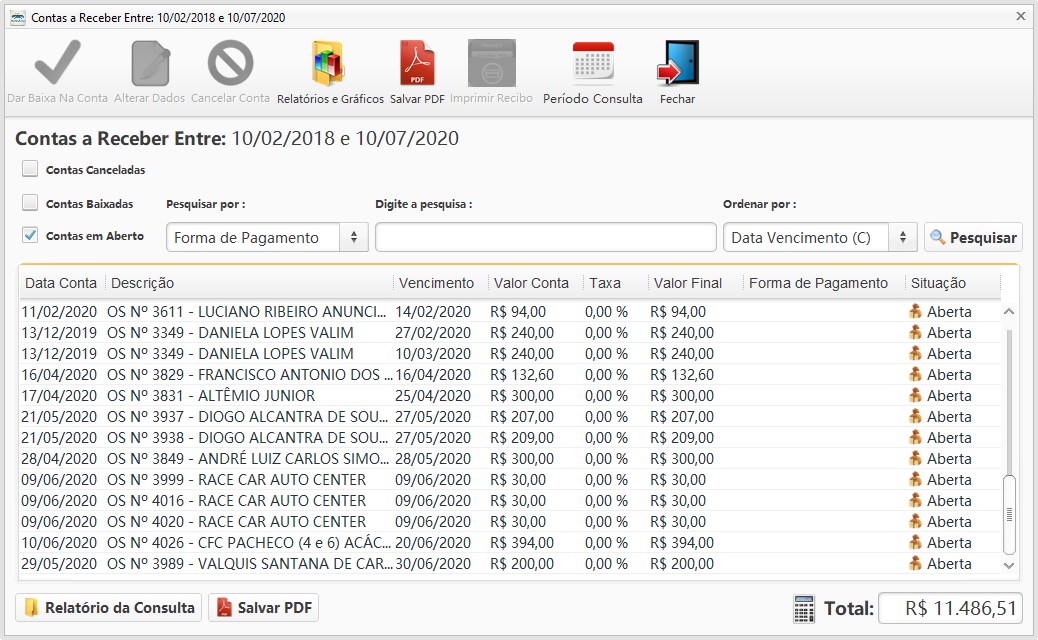 Contas a Receber Entre: 10/02/2018 e 10/07/2020
Dar Baixa Na Conta Alterar Dados Cancelar Conta Relatórios e Gráficos Salvar PDF Imprimir Recibo Período Consulta Fechar
Contas a Receber Entre: 10/02/2018 e 10/07/2020
Contas Canceladas
Contas Baixadas Pesquisar por : Digite a pesquisa : Ordenar por :
Contas em Aberto Forma de Pagamento Data Vencimento (C) Pesquisar
Data Conta Descrição Vencimento Valor Conta Taxa Valor Final Forma de Pagamento Situação
11/02/2020 OS Nº 3611 - LUCIANO RIBEIRO ANUNCI... 14/02/2020 R$ 94,00 0,00 % R$ 94,00 Aberta
13/12/2019 OS Nº 3349 - DANIELA LOPES VALIM 27/02/2020 R$ 240,00 0,00 % R$ 240,00 Aberta
13/12/2019 OS Nº 3349 - DANIELA LOPES VALIM 10/03/2020 R$ 240,00 0,00 % R$ 240,00 Aberta
16/04/2020 OS Nº 3829 - FRANCISCO ANTONIO DOS ... 16/04/2020 R$ 132,60 0,00 % R$ 132,60 Aberta
17/04/2020 OS Nº 3831 - ALTÊMIO JUNIOR 25/04/2020 R$ 300,00 0,00 % R$ 300,00 Aberta
21/05/2020 OS Nº 3937 - DIOGO ALCANTRA DE SOU... 27/05/2020 R$ 207,00 0,00 % R$ 207,00 Aberta
21/05/2020 OS Nº 3938 - DIOGO ALCANTRA DE SOU... 27/05/2020 R$ 209,00 0,00 % R$ 209,00 Aberta
28/04/2020 OS Nº 3849 - ANDRÉ LUIZ CARLOS SIMO... 28/05/2020 R$ 300,00 0,00 % R$ 300,00 Aberta
09/06/2020 OS Nº 3999 - RACE CAR AUTO CENTER 09/06/2020 R$ 30,00 0,00 % R$ 30,00 Aberta
09/06/2020 OS Nº 4016 - RACE CAR AUTO CENTER 09/06/2020 R$ 30,00 0,00 % R$ 30,00 Aberta
09/06/2020 OS Nº 4020 - RACE CAR AUTO CENTER 09/06/2020 R$ 30,00 0,00 % R$ 30,00 Aberta
10/06/2020 OS Nº 4026 - CFC PACHECO (4 e 6) ACÁC... 20/06/2020 R$ 394,00 0,00 % R$ 394,00 Aberta
29/05/2020 OS Nº 3989 - VALQUIS SANTANA DE CAR... 30/06/2020 R$ 200,00 0,00 % R$ 200,00 Aberta
Relatório da Consulta Salvar PDF Total: R$ 11.486,51